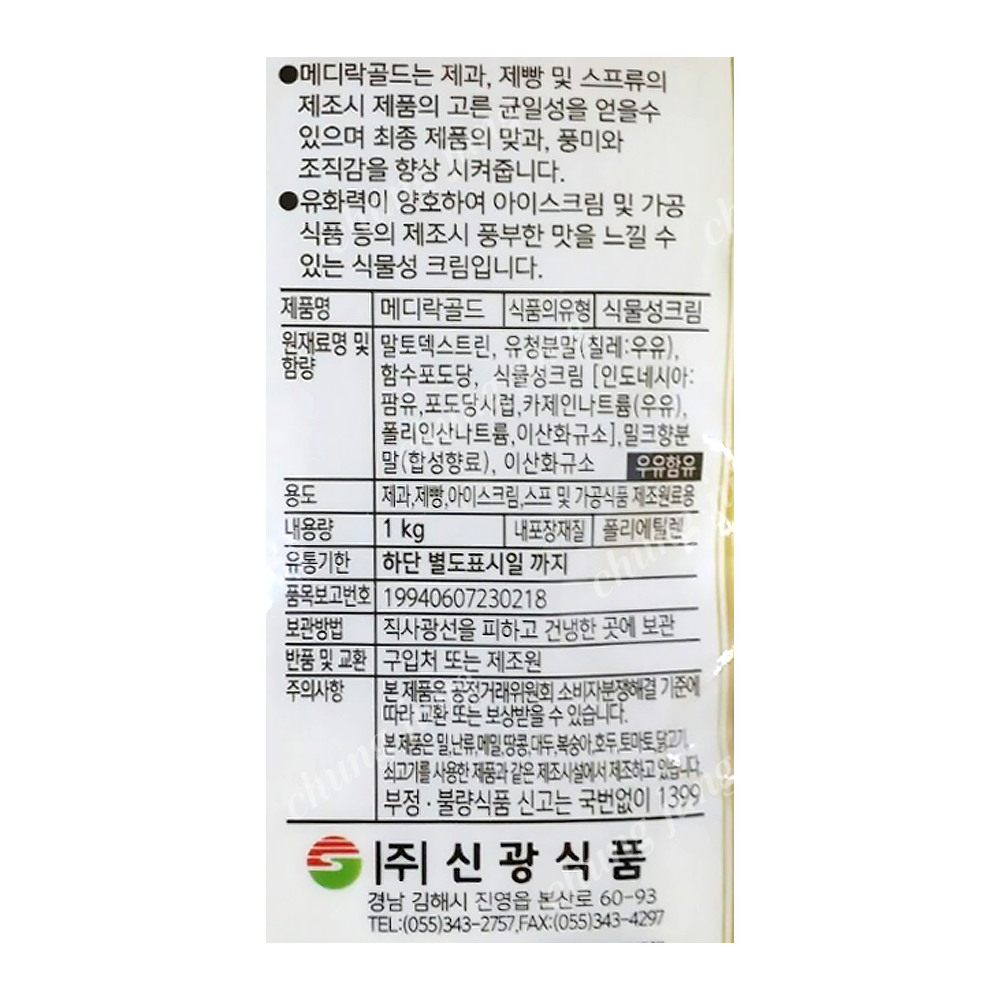 ●메디락골드는 제과, 제빵 및 스프류의
제조시 제품의 고른 균일성을 얻을수
있으며 최종 제품의 맞과, 풍미와
조직감을 향상 시켜줍니다.
●유화력이 양호하여 아이스크림 및 가공
식품 등의 제조시 풍부한 맛을 느낄 수
있는 식물성 크림입니다.
제품명 메디락골드 식품의유형 식물성크림
원재료명 및 말토덱스트린, 유청분말(칠레:우유),
함량 함수포도당, 식물성크림 [인도네시아:
팜유,포도당시럽,카제인나트륨(우유),
폴리인산나트륨,이산화규소],밀크향분
말(합성향료), 이산화규소 우유함유
용도 제과,제빵,아이스크림,스프 및 가공식품 제조원료용
내용량 1 kg 내포장재질 폴리에틸렌
유통기한 하단 별도표시일 까지
품목보고번호 19940607230218
보관방법 직사광선을 피하고 건냉한 곳에 보관
반품 및 교환 구입처 또는 제조원
주의사항 본 제품은 공정거래위원회 소비자분쟁해결 기준에
따라 교환 또는 보상받을 수 있습니다.
본 제품은 밀,난류,메밀,땅콩,대두,복숭아,호두,토마토,닭고기,
쇠고기를 사용한 제품과 같은 제조시설에서 제조하고 있습니다.
부정·불량식품 신고는 국번없이 1399
(주) 신광식품
경남 김해시 진영읍 본산로 60-93
TEL:(055)343-2757,FAX:(055)343-4297